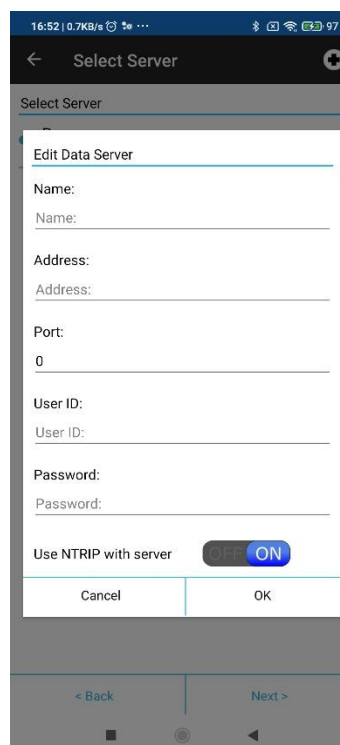 16:52 | 0.7KB/s ... 97
Select Server
Select Server
Edit Data Server
Name:
Name:
Address:
Address:
Port:
0
User ID:
User ID:
Password:
Password:
Use NTRIP with server OFF ON
Cancel OK
< Back Next >